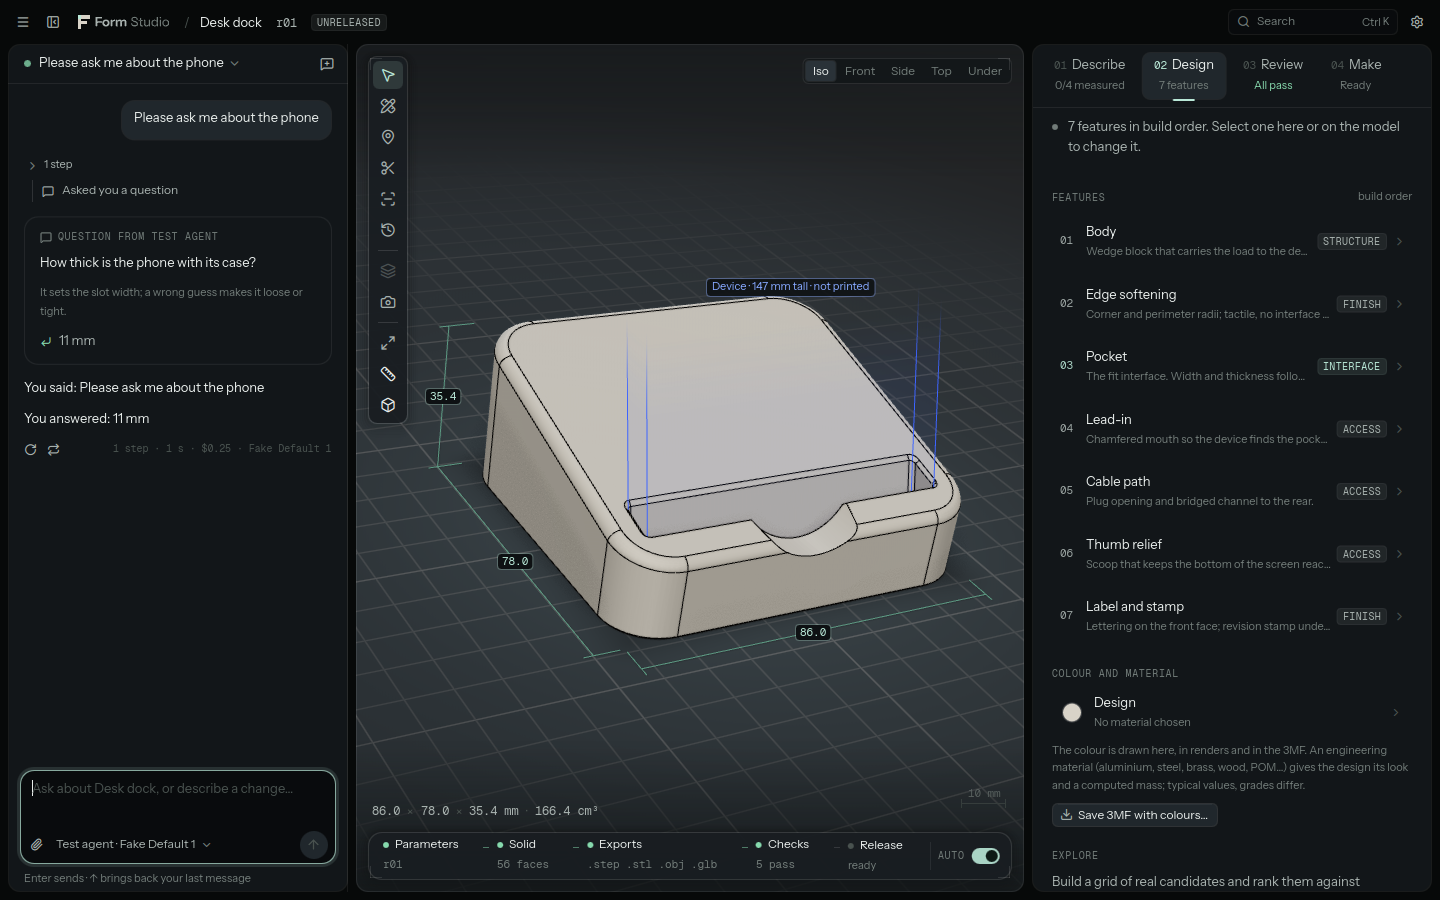 Form Studio / Desk dock r01 UNRELEASED
Search Ctrl K
Please ask me about the phone
Please ask me about the phone
1 step
Asked you a question
QUESTION FROM TEST AGENT
How thick is the phone with its case?
It sets the slot width; a wrong guess makes it loose or
tight.
11 mm
You said: Please ask me about the phone
You answered: 11 mm
1 step · 1 s · $0.25 · Fake Default 1
Ask about Desk dock, or describe a change...
Test agent · Fake Default 1
Enter sends · ↑ brings back your last message
Iso Front Side Top Under
Device · 147 mm tall · not printed
35.4
78.0
86.0
10 mm
86.0 × 78.0 × 35.4 mm · 166.4 cm³
Parameters
r01
Solid
56 faces
Exports
.step .stl .obj .glb
Checks
5 pass
Release
ready
AUTO
01 Describe
0/4 measured
02 Design
7 features
03 Review
All pass
04 Make
Ready
7 features in build order. Select one here or on the model
to change it.
FEATURES build order
01 Body
Wedge block that carries the load to the de...
STRUCTURE
02 Edge softening
Corner and perimeter radii; tactile, no interface ...
FINISH
03 Pocket
The fit interface. Width and thickness follo...
INTERFACE
04 Lead-in
Chamfered mouth so the device finds the pock...
ACCESS
05 Cable path
Plug opening and bridged channel to the rear.
ACCESS
06 Thumb relief
Scoop that keeps the bottom of the screen reac...
ACCESS
07 Label and stamp
Lettering on the front face; revision stamp unde...
FINISH
COLOUR AND MATERIAL
Design
No material chosen
The colour is drawn here, in renders and in the 3MF. An engineering
material (aluminium, steel, brass, wood, POM...) gives the design its look
and a computed mass; typical values, grades differ.
Save 3MF with colours...
EXPLORE
Build a grid of real candidates and rank them against